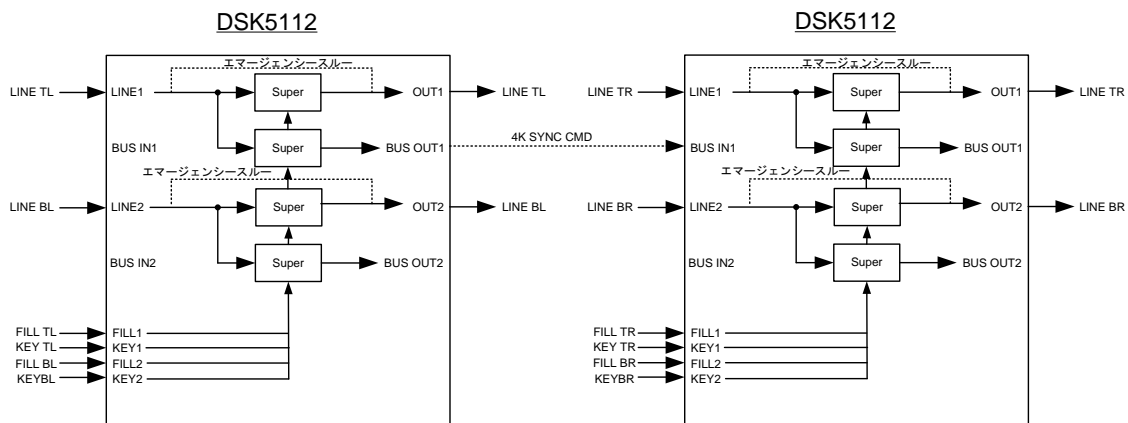 DSK5112
エマージェンシースルー
LINE TL
LINE1
Super
OUT1
LINE TL
BUS IN1
Super
BUS OUT1
エマージェンシースルー
LINE BL
LINE2
Super
OUT2
LINE BL
BUS IN2
Super
BUS OUT2
FILL TL
FILL1
KEY TL
KEY1
FILL BL
FILL2
KEYBL
KEY2
4K SYNC CMD
DSK5112
エマージェンシースルー
LINE TR
LINE1
Super
OUT1
LINE TR
BUS IN1
Super
BUS OUT1
エマージェンシースルー
LINE BR
LINE2
Super
OUT2
LINE BR
BUS IN2
Super
BUS OUT2
FILL TR
FILL1
KEY TR
KEY1
FILL BR
FILL2
KEYBR
KEY2